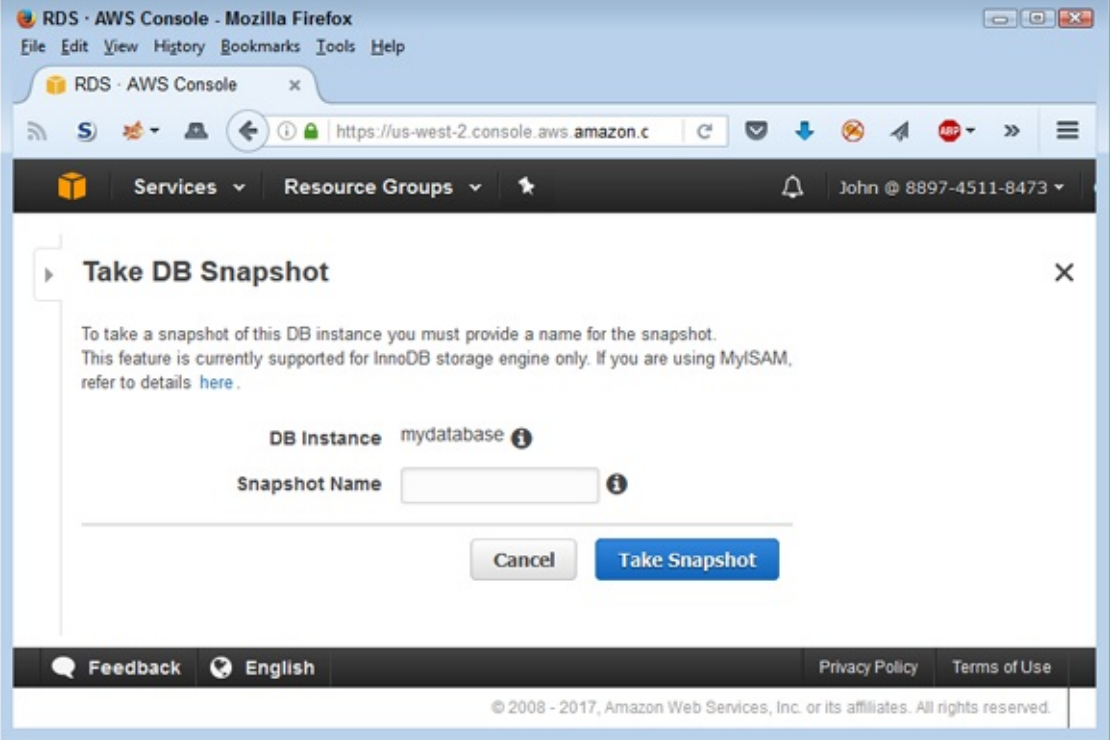 RDS · AWS Console - Mozilla Firefox
File Edit View History Bookmarks Tools Help
RDS · AWS Console
https://us-west-2.console.aws.amazon.c
ABP
Services Resource Groups John @ 8897-4511-8473
Take DB Snapshot
To take a snapshot of this DB instance you must provide a name for the snapshot.
This feature is currently supported for InnoDB storage engine only. If you are using MyISAM,
refer to details here .
DB Instance mydatabase
Snapshot Name
Cancel Take Snapshot
Feedback English Privacy Policy Terms of Use
© 2008 - 2017, Amazon Web Services, Inc. or its affiliates. All rights reserved.